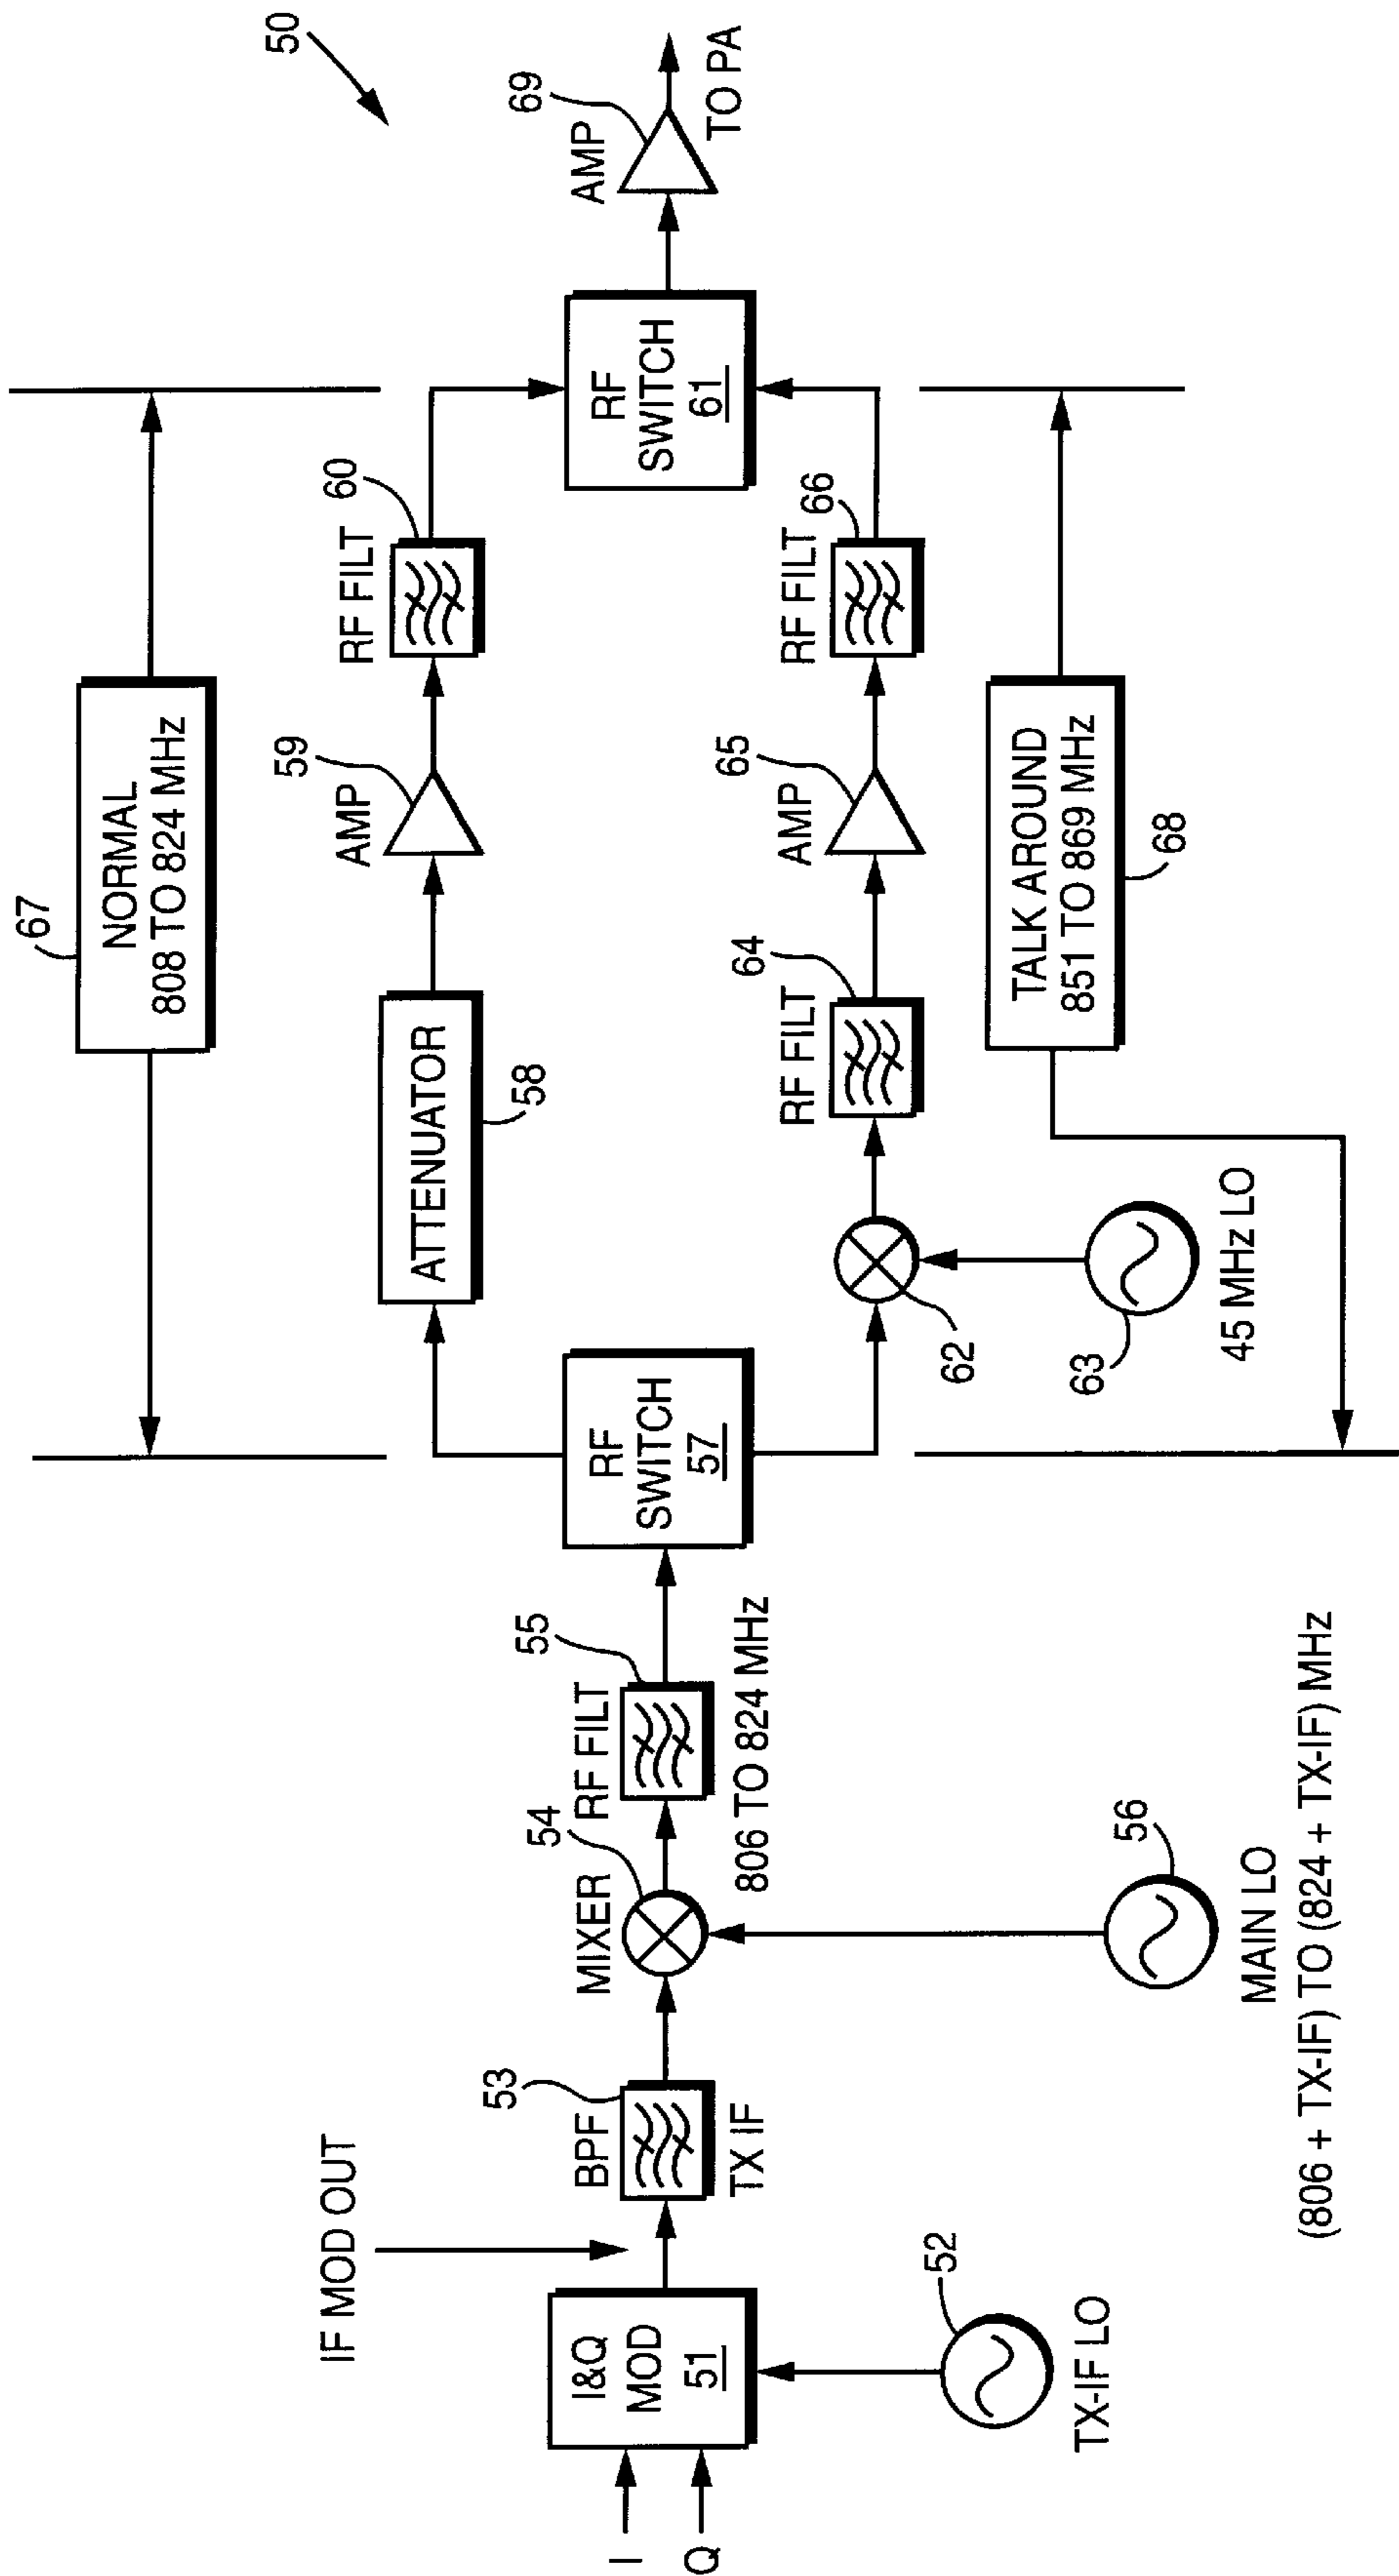 50
67
NORMAL
808 TO 824 MHz
RF FILT
60
AMP
59
ATTENUATOR
58
AMP
69
TO PA
RF
SWITCH
61
RF
SWITCH
57
RF FILT
66
AMP
65
RF FILT
64
62
63
45 MHz LO
TALK AROUND
851 TO 869 MHz
68
IF MOD OUT
I
Q
I&Q
MOD
51
52
TX-IF LO
BPF
53
TX IF
MIXER
54
RF FILT
55
806 TO 824 MHz
56
MAIN LO
(806 + TX-IF) TO (824 + TX-IF) MHz